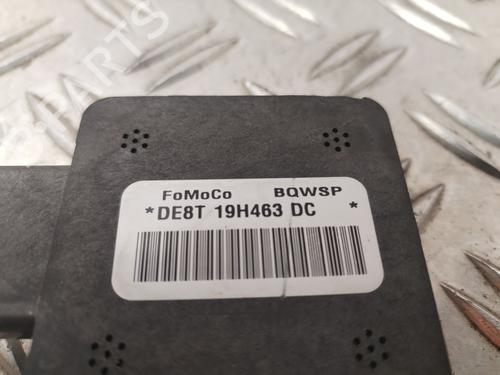 FoMoCo BQWSP
*DE8T 19H463 DC *